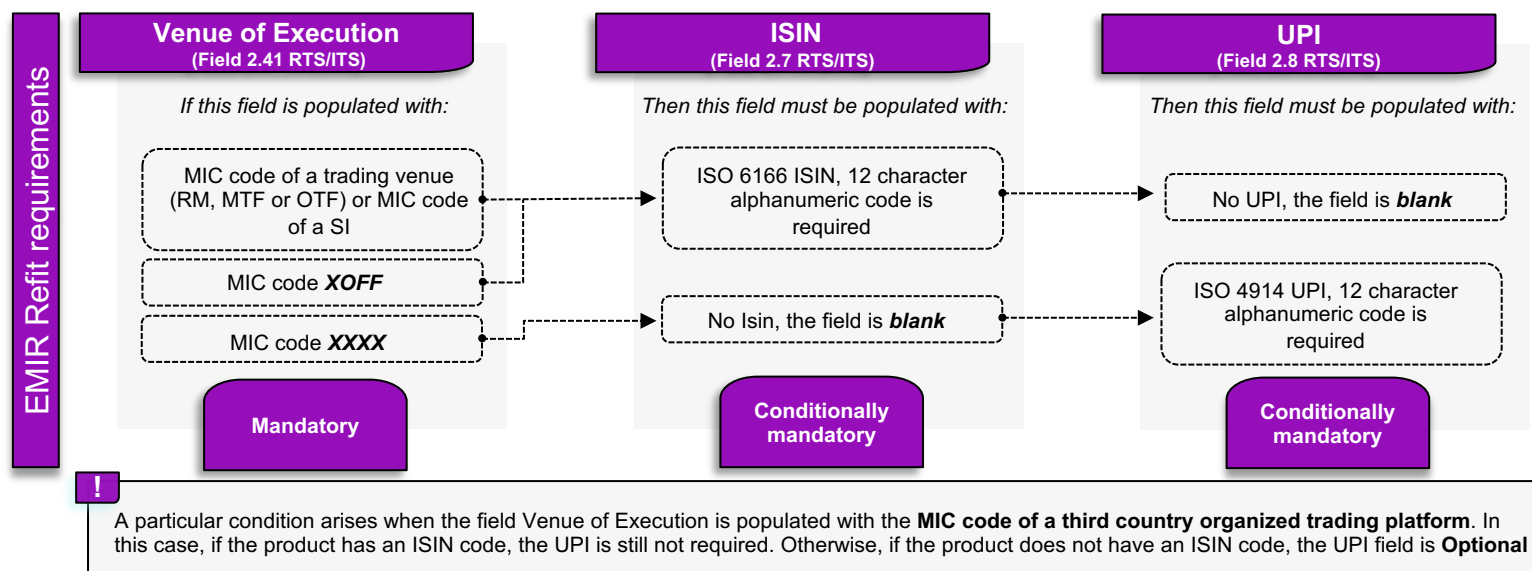 EMIR Refit requirements
Venue of Execution
(Field 2.41 RTS/ITS)
If this field is populated with:
MIC code of a trading venue
(RM, MTF or OTF) or MIC code
of a SI
MIC code XOFF
MIC code XXXX
Mandatory
ISIN
(Field 2.7 RTS/ITS)
Then this field must be populated with:
ISO 6166 ISIN, 12 character
alphanumeric code is
required
No Isin, the field is blank
Conditionally
mandatory
UPI
(Field 2.8 RTS/ITS)
Then this field must be populated with:
No UPI, the field is blank
ISO 4914 UPI, 12 character
alphanumeric code is
required
Conditionally
mandatory
!
A particular condition arises when the field Venue of Execution is populated with the MIC code of a third country organized trading platform. In
this case, if the product has an ISIN code, the UPI is still not required. Otherwise, if the product does not have an ISIN code, the UPI field is Optional